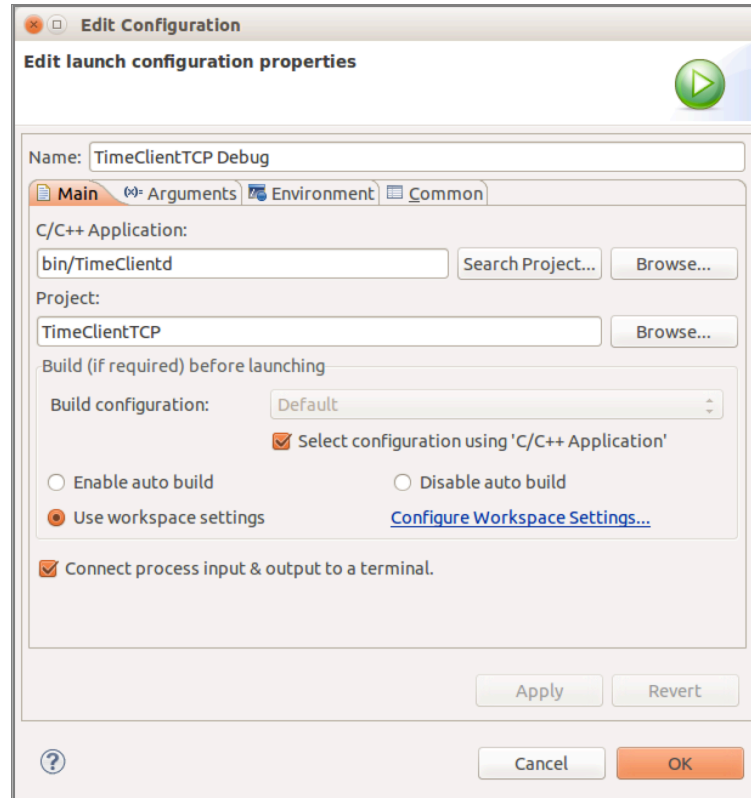 Edit Configuration
Edit launch configuration properties
Name: TimeClientTCP Debug
Main (x)= Arguments Environment Common
C/C++ Application:
bin/TimeClientd Search Project... Browse...
Project:
TimeClientTCP Browse...
Build (if required) before launching
Build configuration: Default
Select configuration using 'C/C++ Application'
Enable auto build Disable auto build
Use workspace settings Configure Workspace Settings...
Connect process input & output to a terminal.
Apply Revert
? Cancel OK